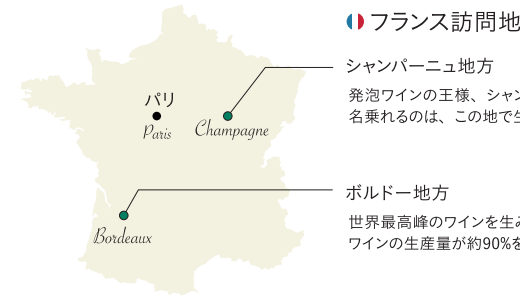 フランス訪問地
シャンパーニュ地方
発泡ワインの王様、シャン
名乗れるのは、この地で生
パリ
Paris
Champagne
ボルドー地方
世界最高峰のワインを生み
ワインの生産量が約90%を
Bordeaux